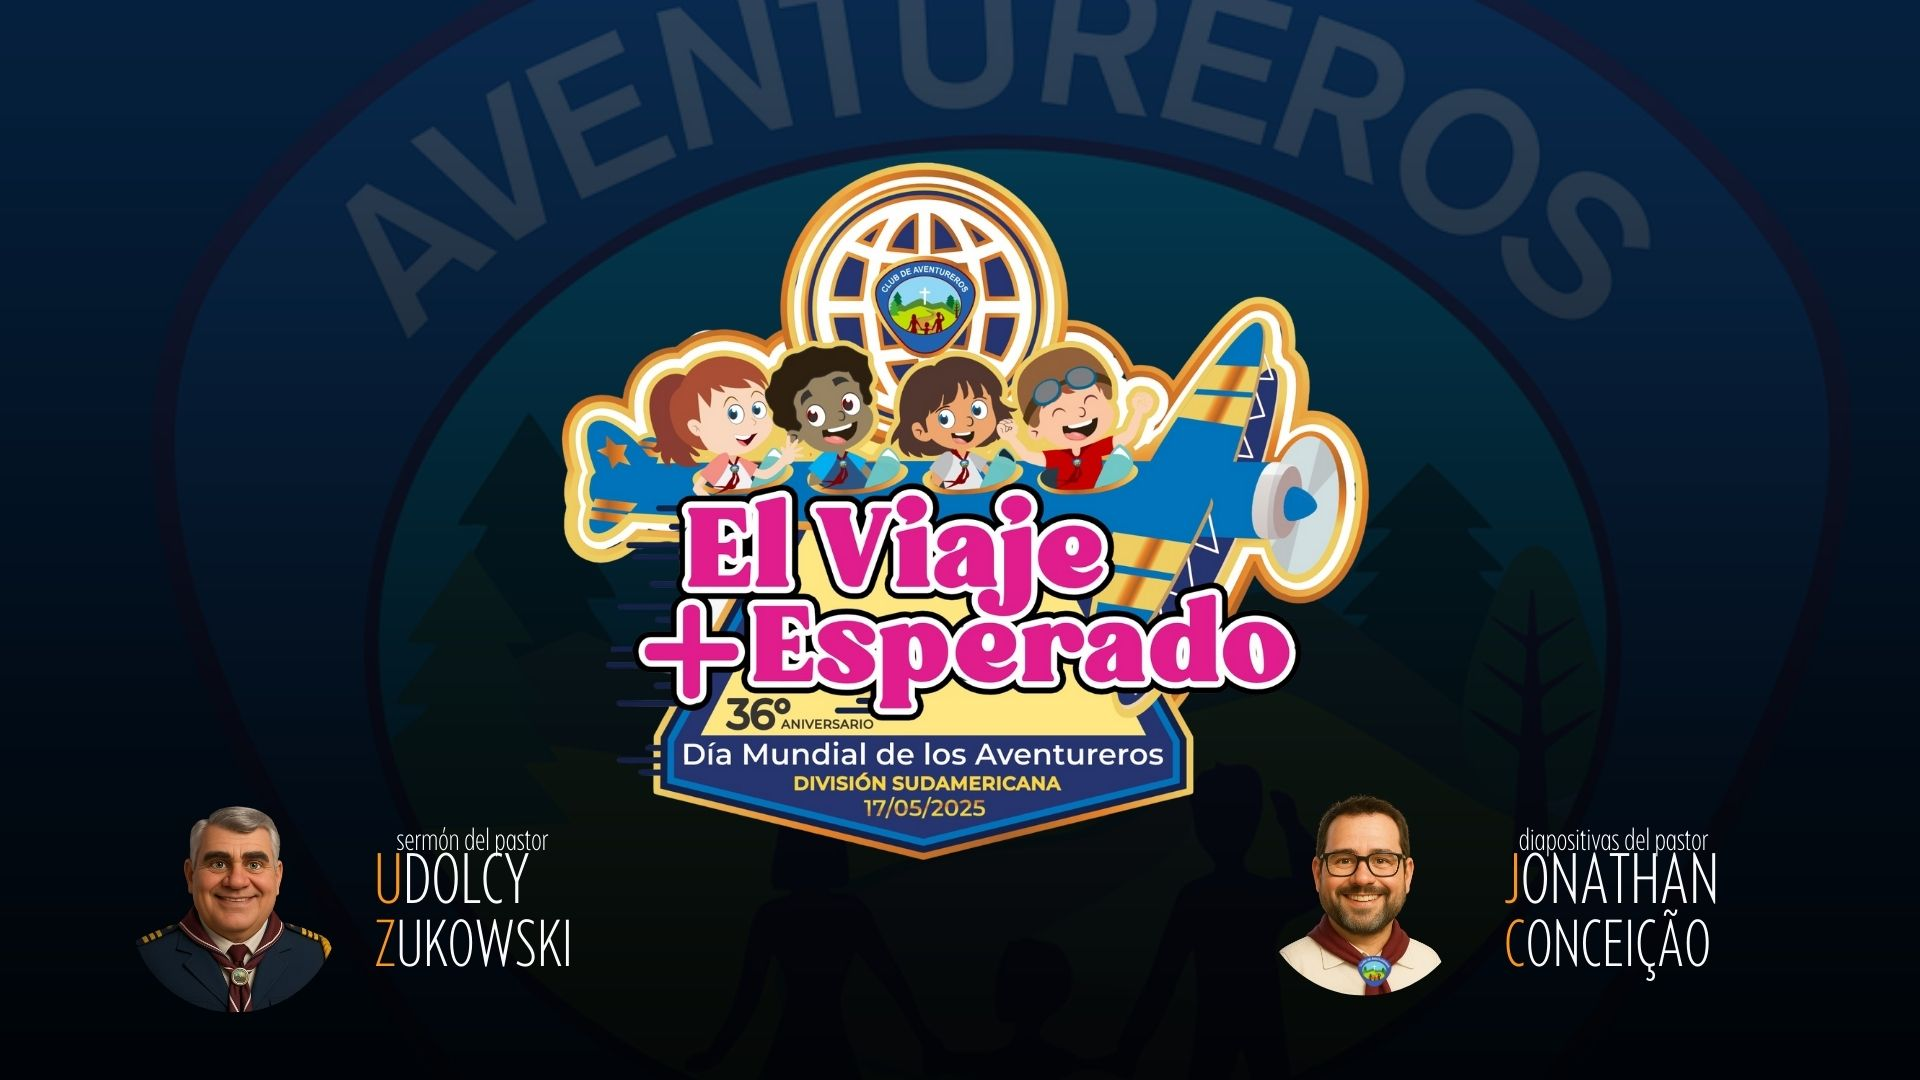 AVENTUREROS
CLUB DE AVENTUREROS
El Viaje
+Esperado
36º ANIVERSARIO
Día Mundial de los Aventureros
DIVISIÓN SUDAMERICANA
17/05/2025
sermón del pastor
UDOLCY
ZUKOWSKI
diapositivas del pastor
JONATHAN
CONCEIÇÃO